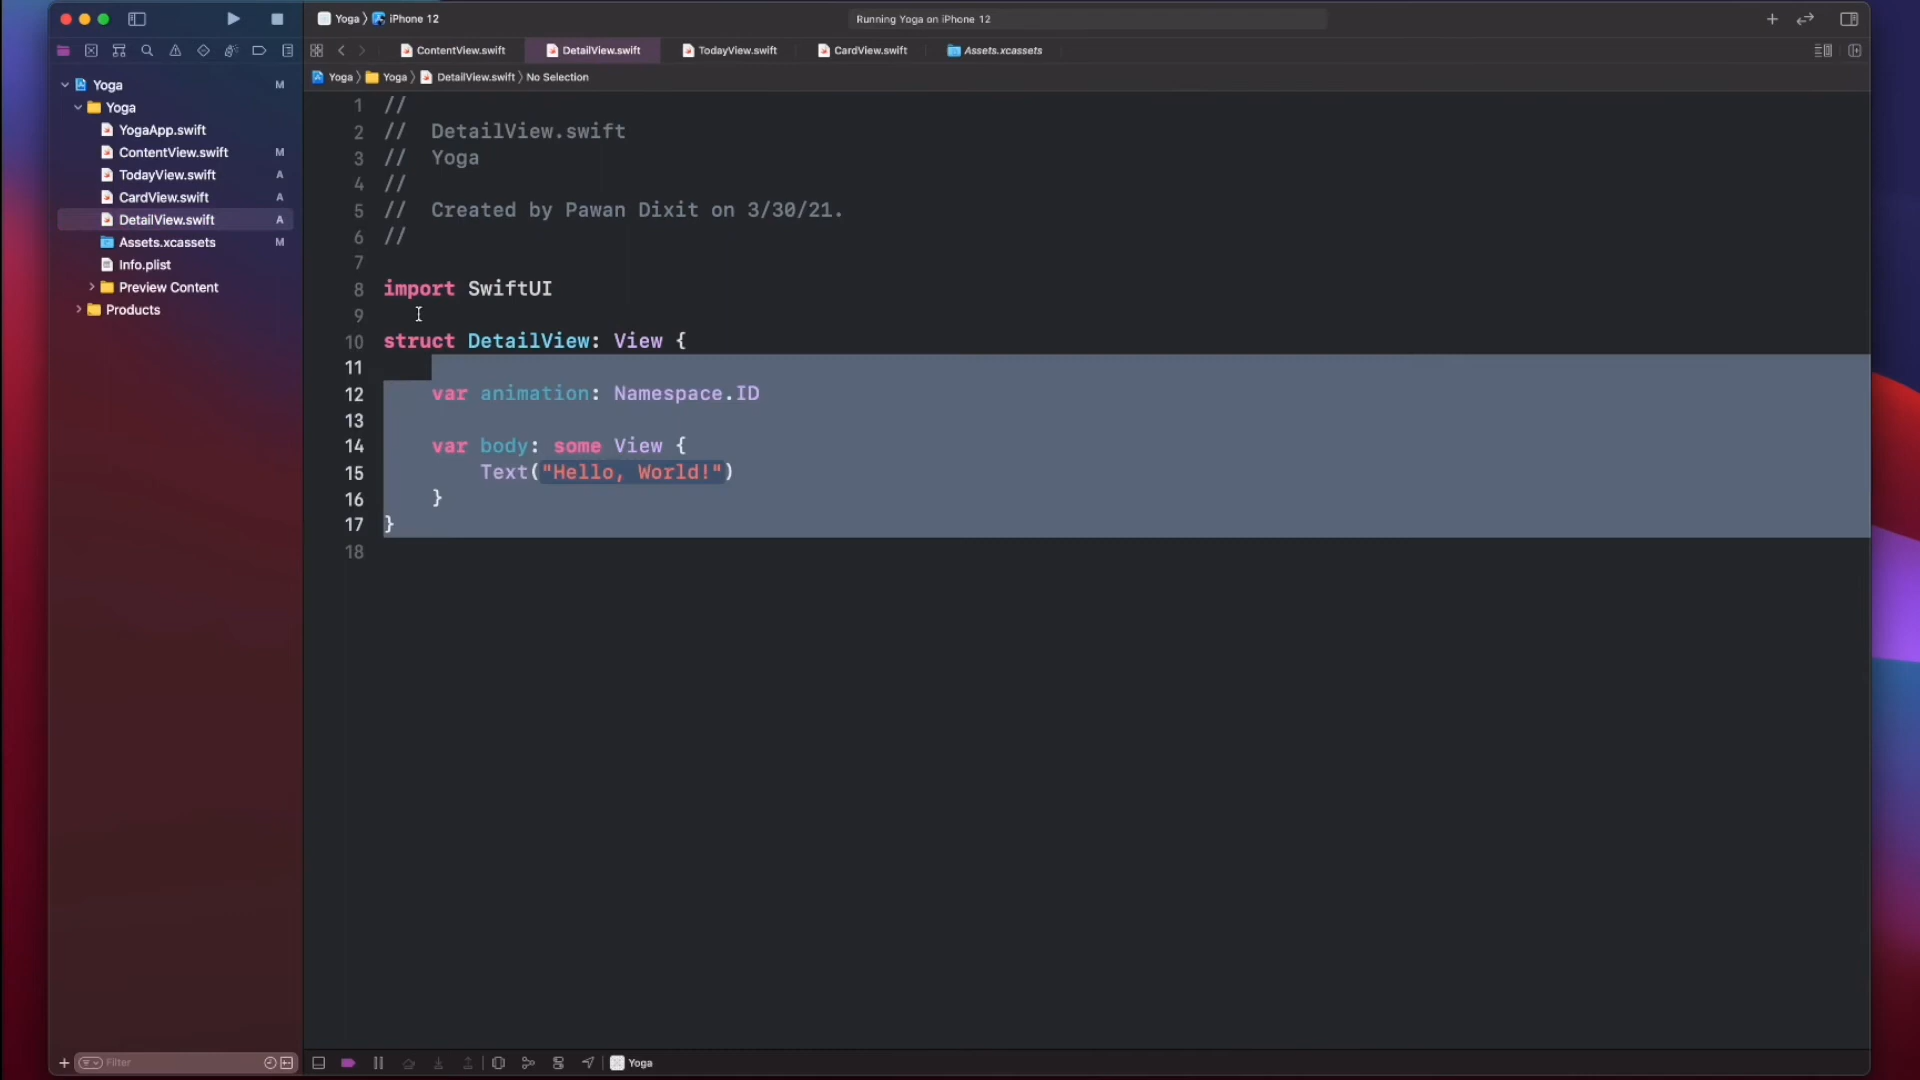 Yoga iPhone 12
Running Yoga on iPhone 12
ContentView.swift
DetailView.swift
TodayView.swift
CardView.swift
Assets.xcassets
Yoga Yoga DetailView.swift No Selection
Yoga M
Yoga
YogaApp.swift
ContentView.swift M
TodayView.swift A
CardView.swift A
DetailView.swift A
Assets.xcassets M
Info.plist
Preview Content
Products
1 //
2 // DetailView.swift
3 // Yoga
4 //
5 // Created by Pawan Dixit on 3/30/21.
6 //
7
8 import SwiftUI
9
10 struct DetailView: View {
11
12 var animation: Namespace.ID
13
14 var body: some View {
15 Text("Hello, World!")
16 }
17 }
18
Filter
Yoga